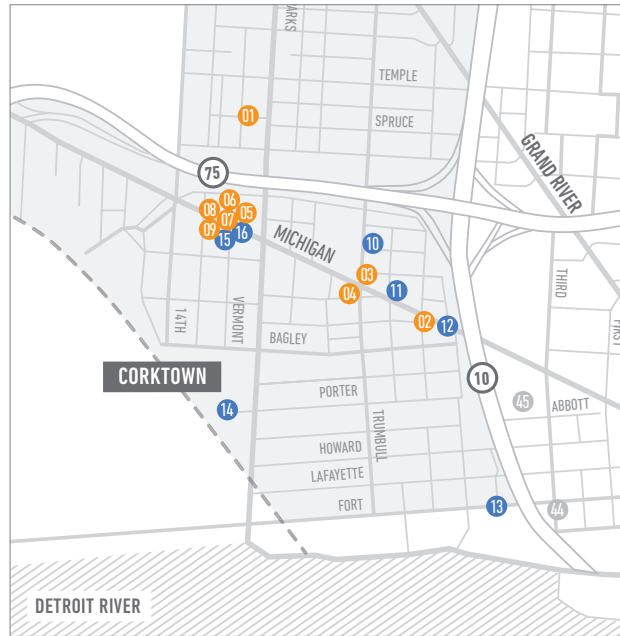 PARKS
TEMPLE
01
SPRUCE
GRAND RIVER
75
06
08
05
07
09
16
15
MICHIGAN
10
03
04
11
THIRD
14TH
VERMONT
02
12
FIRST
BAGLEY
CORKTOWN
10
PORTER
45
ABBOTT
14
TRUMBULL
HOWARD
LAFAYETTE
FORT
13
44
DETROIT RIVER